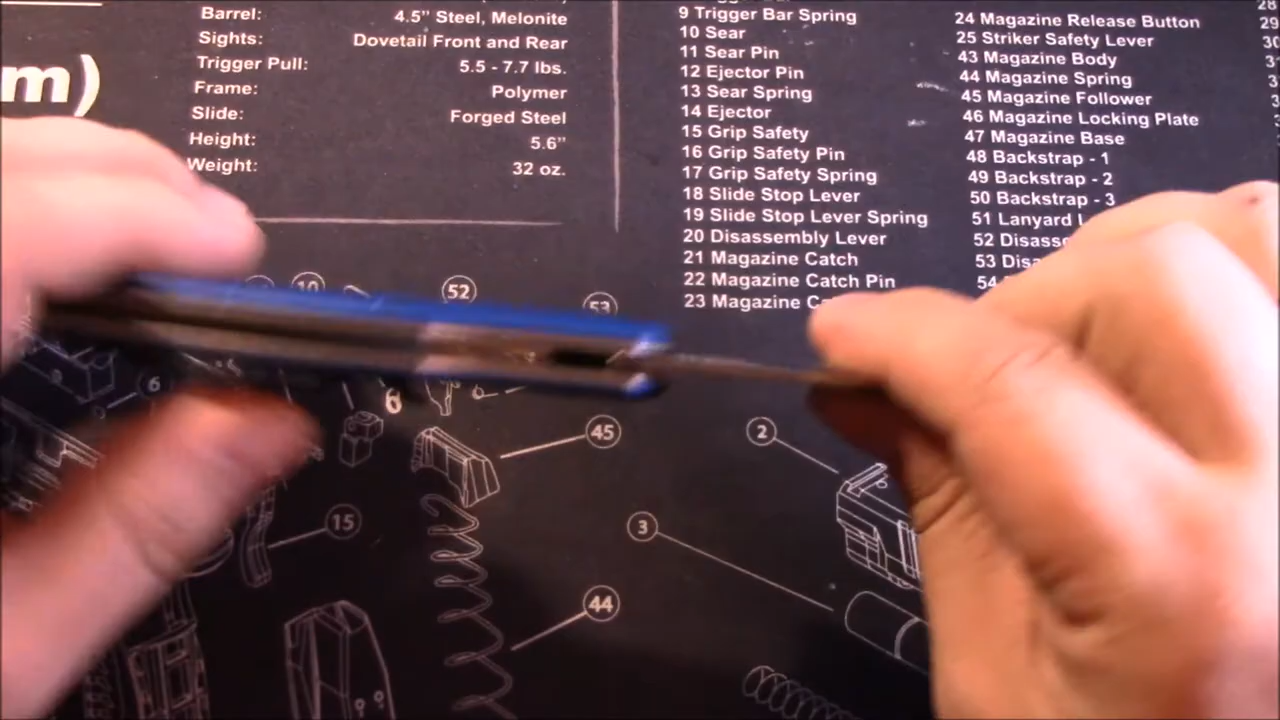 m)
Barrel: 4.5” Steel, Melonite
Sights: Dovetail Front and Rear
Trigger Pull: 5.5 - 7.7 lbs.
Frame: Polymer
Slide: Forged Steel
Height: 5.6”
Weight: 32 oz.
9 Trigger Bar Spring
10 Sear
11 Sear Pin
12 Ejector Pin
13 Sear Spring
14 Ejector
15 Grip Safety
16 Grip Safety Pin
17 Grip Safety Spring
18 Slide Stop Lever
19 Slide Stop Lever Spring
20 Disassembly Lever
21 Magazine Catch
22 Magazine Catch Pin
23 Magazine
24 Magazine Release Button
25 Striker Safety Lever
43 Magazine Body
44 Magazine Spring
45 Magazine Follower
46 Magazine Locking Plate
47 Magazine Base
48 Backstrap - 1
49 Backstrap - 2
50 Backstrap - 3
51 Lanyard
52
53
54
28
29
10
52
53
6
45
2
15
3
44